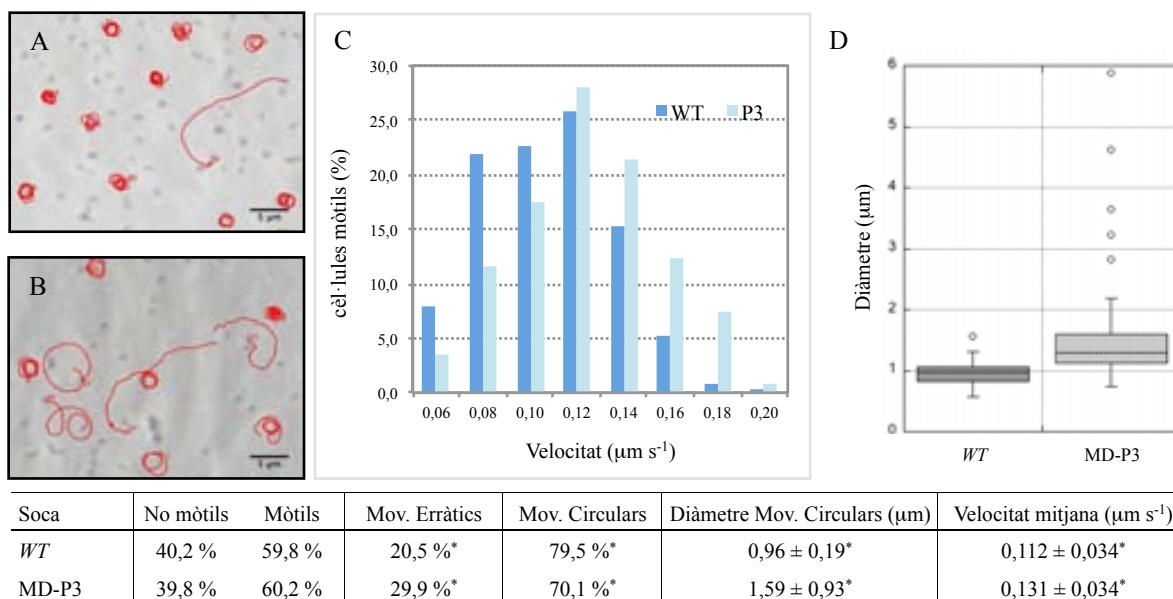 A
1 µm
B
1 µm
C
30,0
25,0
20,0
15,0
10,0
5,0
0,0
cèl·lules mòtils (%)
WT P3
0,06 0,08 0,10 0,12 0,14 0,16 0,18 0,20
Velocitat (µm s-1)
D
6
5
4
3
2
1
0
Diàmetre (µm)
WT MD-P3
Soca No mòtils Mòtils Mov. Erràtics Mov. Circulars Diàmetre Mov. Circulars (µm) Velocitat mitjana (µm s-1)
WT 40,2 % 59,8 % 20,5 %* 79,5 %* 0,96 ± 0,19* 0,112 ± 0,034*
MD-P3 39,8 % 60,2 % 29,9 %* 70,1 %* 1,59 ± 0,93* 0,131 ± 0,034*